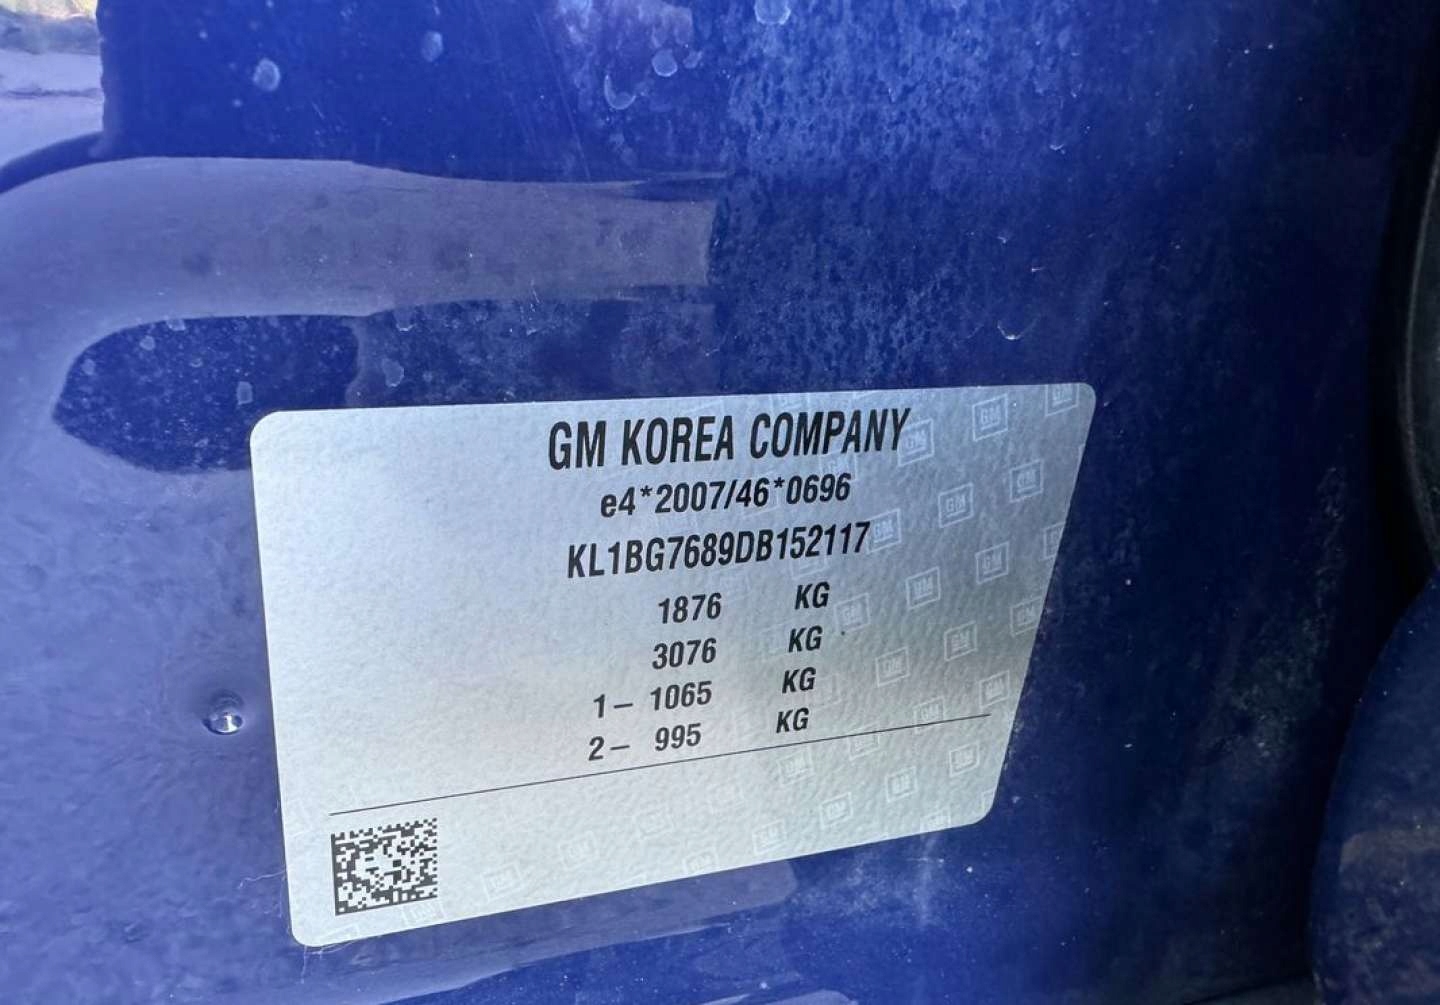 GM KOREA COMPANY
e4*2007/46*0696
KL1BG7689DB152117
1876 KG
3076 KG
1– 1065 KG
2– 995 KG